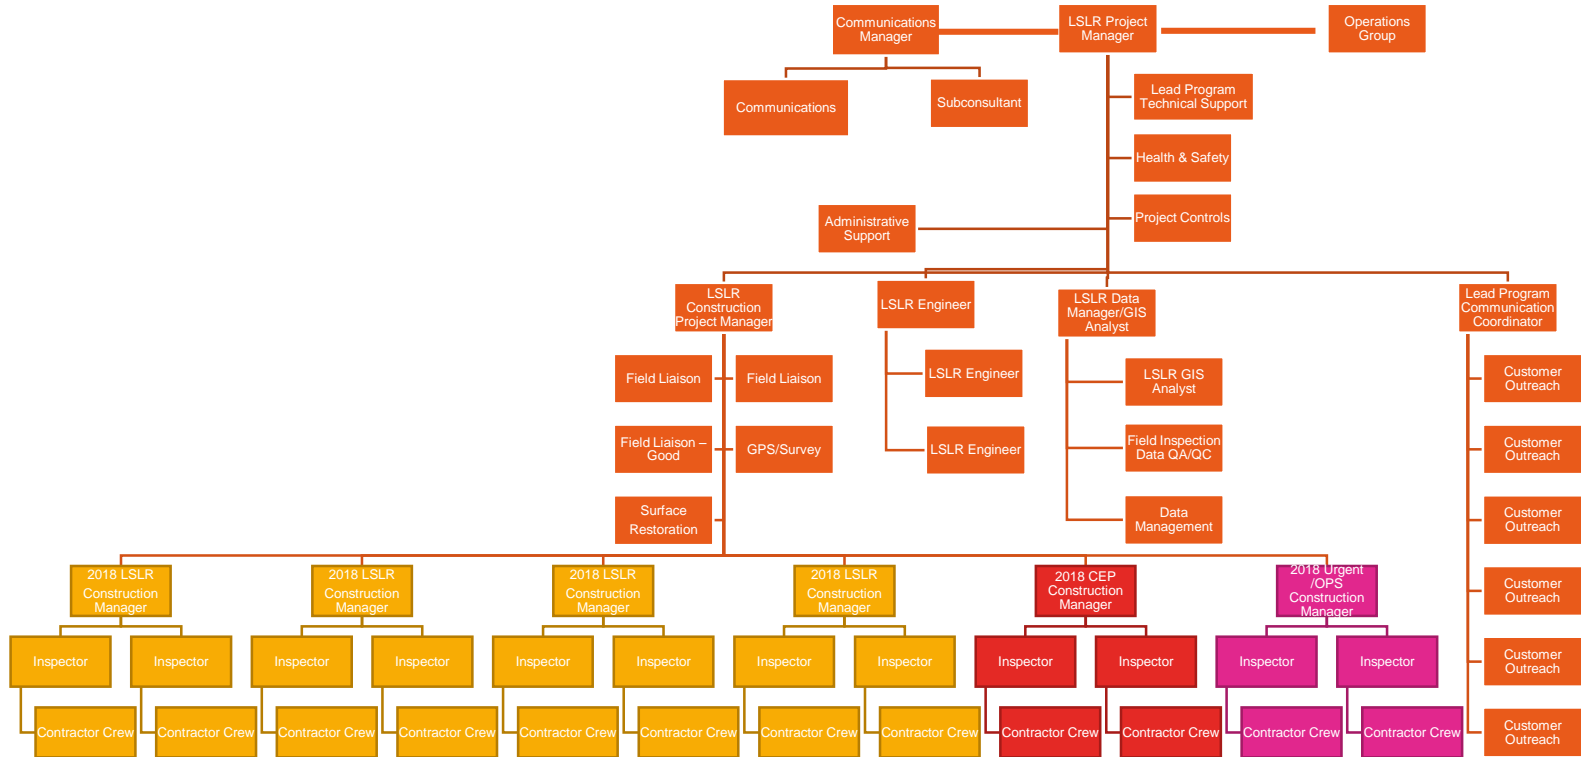 Communications
Manager
LSLR Project
Manager
Operations
Group
Communications
Subconsultant
Lead Program
Technical Support
Health & Safety
Project Controls
Administrative
Support
LSLR
Construction
Project Manager
LSLR Engineer
LSLR Data
Manager/GIS
Analyst
Lead Program
Communication
Coordinator
Field Liaison
Field Liaison
Field Liaison –
Good
GPS/Survey
Surface
Restoration
LSLR Engineer
LSLR Engineer
LSLR GIS
Analyst
Field Inspection
Data QA/QC
Data
Management
Customer
Outreach
Customer
Outreach
Customer
Outreach
Customer
Outreach
Customer
Outreach
Customer
Outreach
2018 LSLR
Construction
Manager
2018 LSLR
Construction
Manager
2018 LSLR
Construction
Manager
2018 LSLR
Construction
Manager
2018 CEP
Construction
Manager
2018 Urgent
/OPS
Construction
Manager
Inspector
Inspector
Inspector
Inspector
Inspector
Inspector
Inspector
Inspector
Inspector
Inspector
Inspector
Inspector
Contractor Crew
Contractor Crew
Contractor Crew
Contractor Crew
Contractor Crew
Contractor Crew
Contractor Crew
Contractor Crew
Contractor Crew
Contractor Crew
Contractor Crew
Contractor Crew